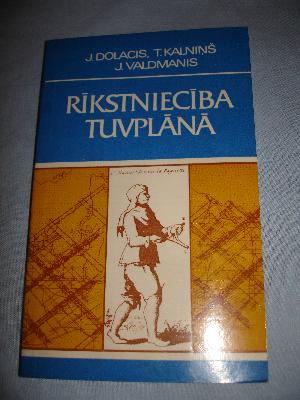 J. DOLACIS, T. KALNIŅŠ
J. VALDMANIS
RĪKSTNIECĪBA
TUVPLĀNĀ